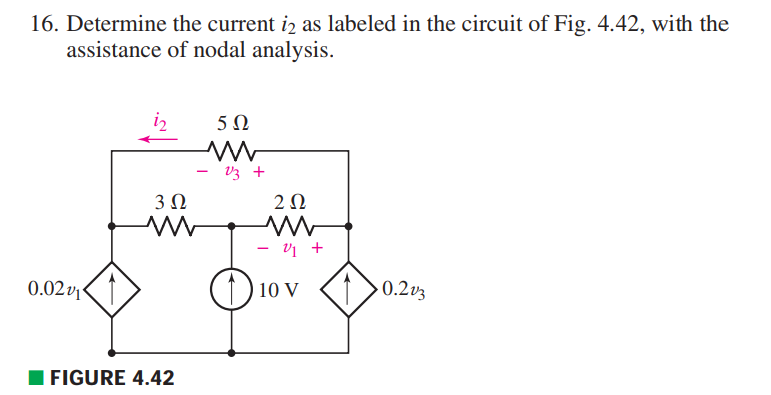 16. Determine the current i₂ as labeled in the circuit of Fig. 4.42, with the
assistance of nodal analysis.
i₂
5 Ω
− v₃ +
3 Ω
2 Ω
− v₁ +
0.02v₁
10 V
0.2v₃
FIGURE 4.42